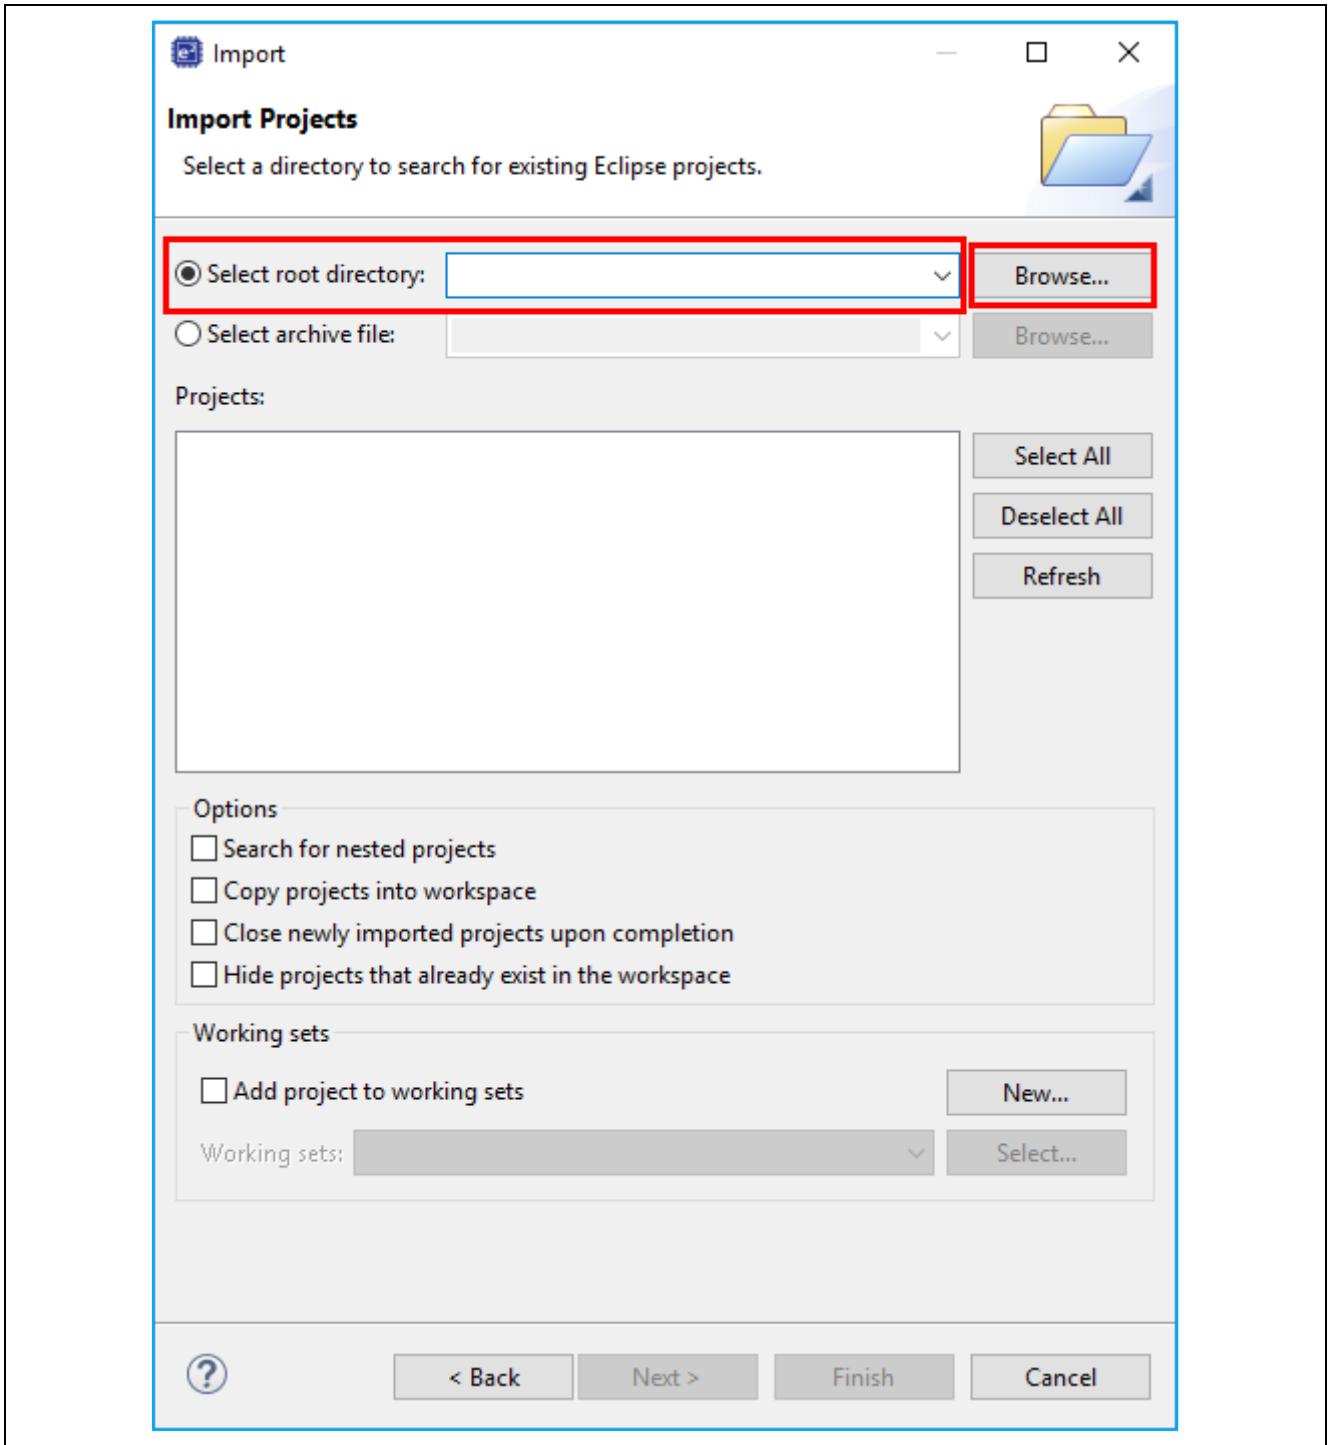 Import
Import Projects
Select a directory to search for existing Eclipse projects.
Select root directory: Browse...
Select archive file: Browse...
Projects:
Select All
Deselect All
Refresh
Options
Search for nested projects
Copy projects into workspace
Close newly imported projects upon completion
Hide projects that already exist in the workspace
Working sets
Add project to working sets New...
Working sets: Select...
? < Back Next > Finish Cancel